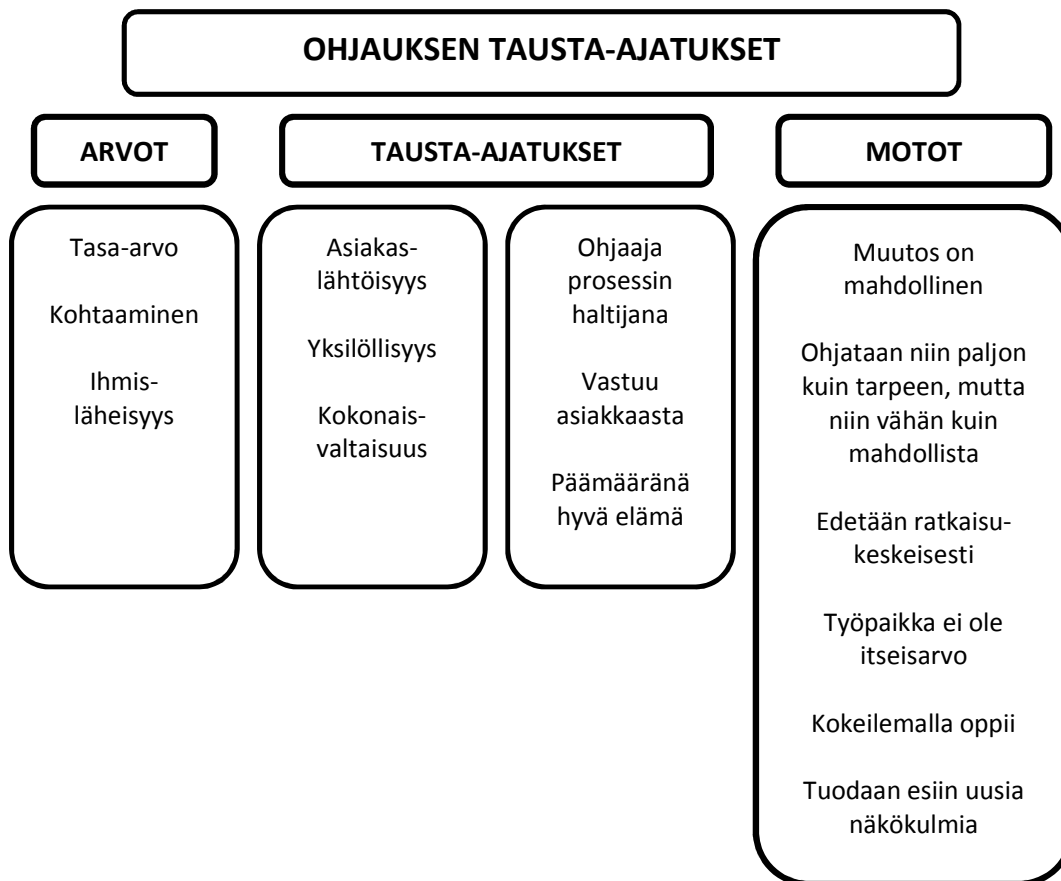 OHJAUKSEN TAUSTA-AJATUKSET
ARVOT
TAUSTA-AJATUKSET
MOTOT
Tasa-arvo
Kohtaaminen
Ihmis-
läheisyys
Asiakas-
lähtöisyys
Yksilöllisyys
Kokonais-
valtaisuus
Ohjaaja
prosessin
haltijana
Vastuu
asiakkaasta
Päämääränä
hyvä elämä
Muutos on
mahdollinen
Ohjataan niin paljon
kuin tarpeen, mutta
niin vähän kuin
mahdollista
Edetään ratkaisu-
keskeisesti
Työpaikka ei ole
itseisarvo
Kokeilemalla oppii
Tuodaan esiin uusia
näkökulmia